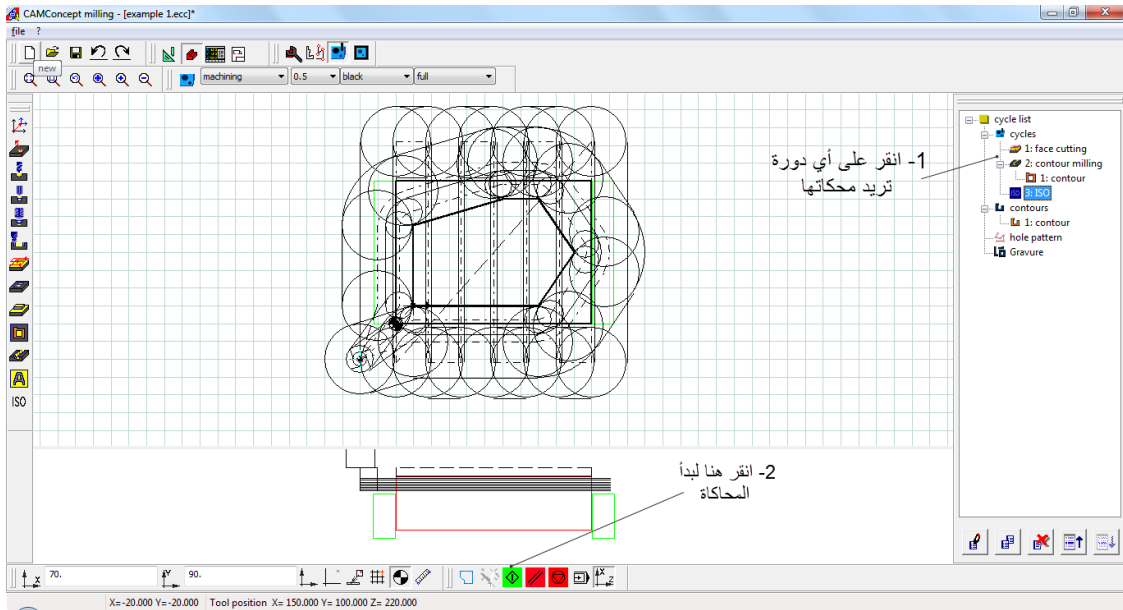 CAMConcept milling - [example 1.ecc]*
file ?
new
machining 0.5 black full
cycle list
cycles
1: face cutting
2: contour milling
1: contour
3: ISO
contours
1: contour
hole pattern
Gravure
1- انقر على أي دورة
تريد محكاتها
ISO
2- انقر هنا لبدأ
المحاكاة
X 70. Y 90.
X=-20.000 Y=-20.000 Tool position X= 150.000 Y= 100.000 Z= 220.000